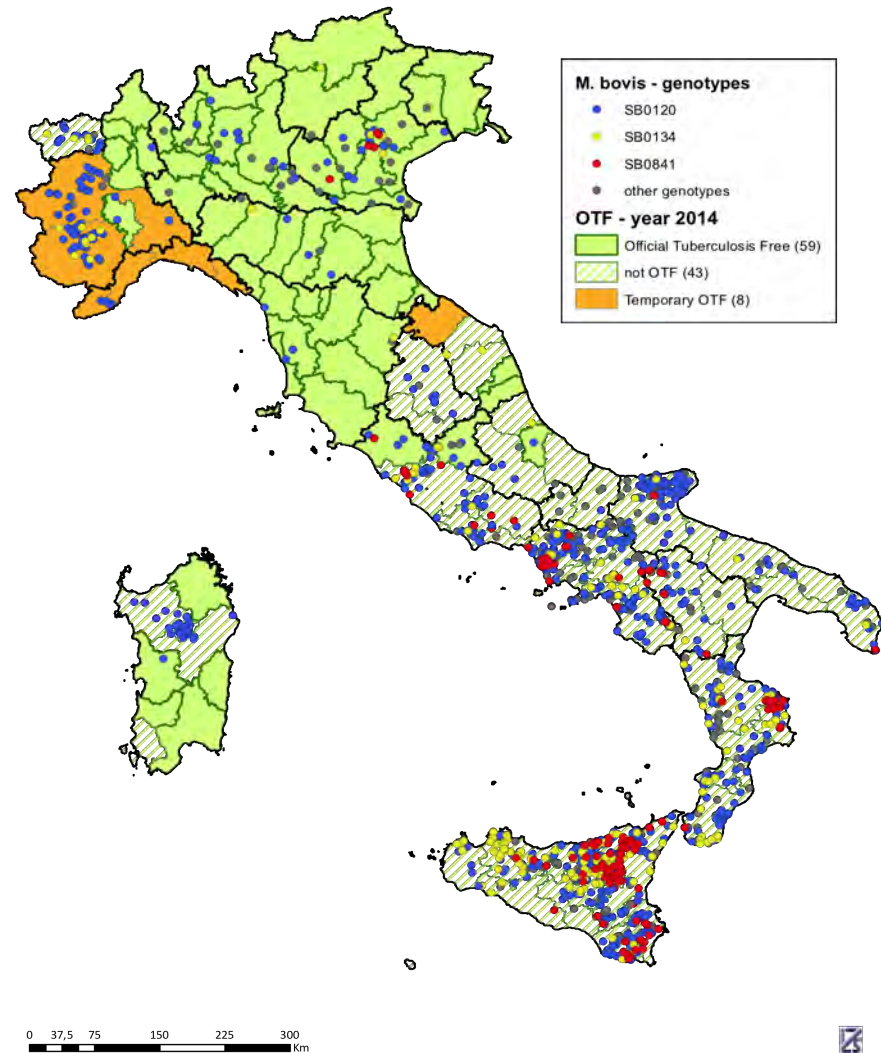 M. bovis - genotypes
SB0120
SB0134
SB0841
other genotypes
OTF - year 2014
Official Tuberculosis Free (59)
not OTF (43)
Temporary OTF (8)
0 37,5 75 150 225 300
Km